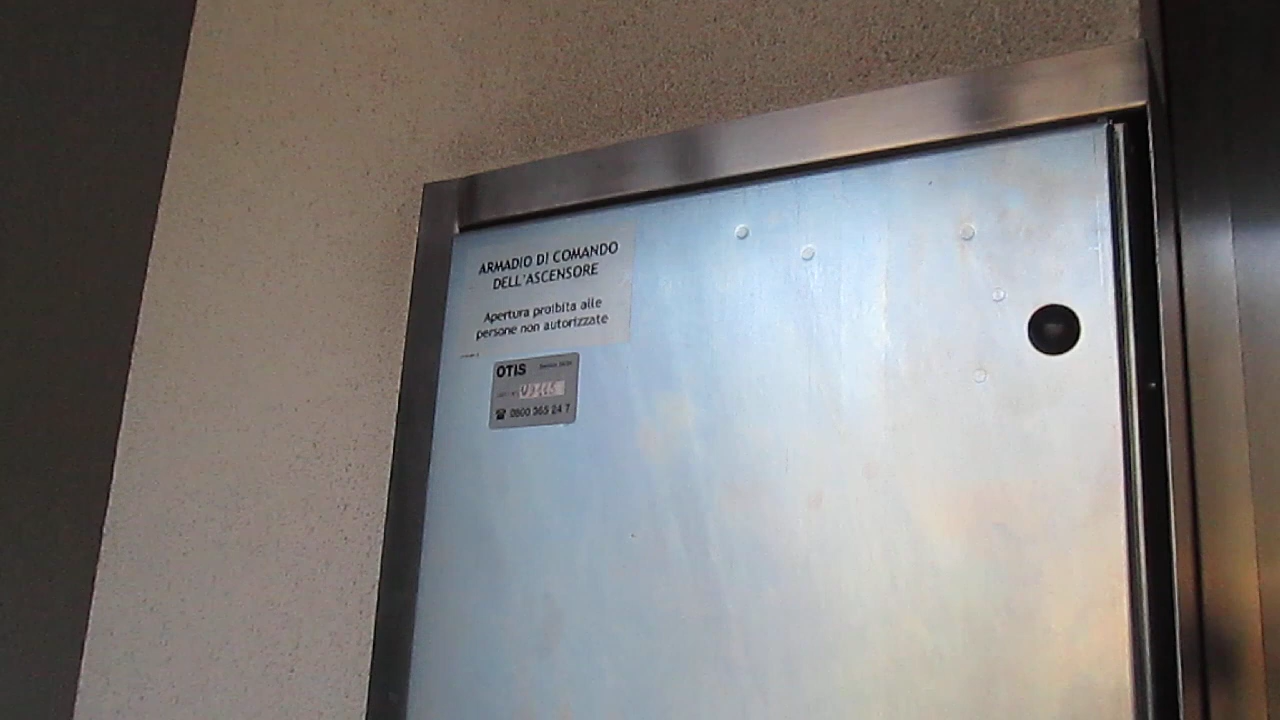 ARMADIO DI COMANDO
DELL'ASCENSORE
Apertura proibita alle
persone non autorizzate
OTIS
☎ 0800 365 24 7